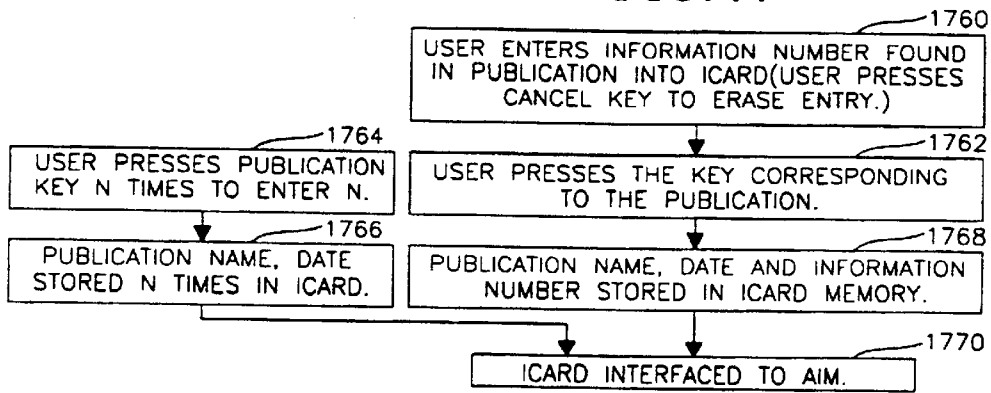 1760
USER ENTERS INFORMATION NUMBER FOUND
IN PUBLICATION INTO ICARD(USER PRESSES
CANCEL KEY TO ERASE ENTRY.)
1764
USER PRESSES PUBLICATION
KEY N TIMES TO ENTER N.
1762
USER PRESSES THE KEY CORRESPONDING
TO THE PUBLICATION.
1766
PUBLICATION NAME, DATE
STORED N TIMES IN ICARD.
1768
PUBLICATION NAME, DATE AND INFORMATION
NUMBER STORED IN ICARD MEMORY.
1770
ICARD INTERFACED TO AIM.